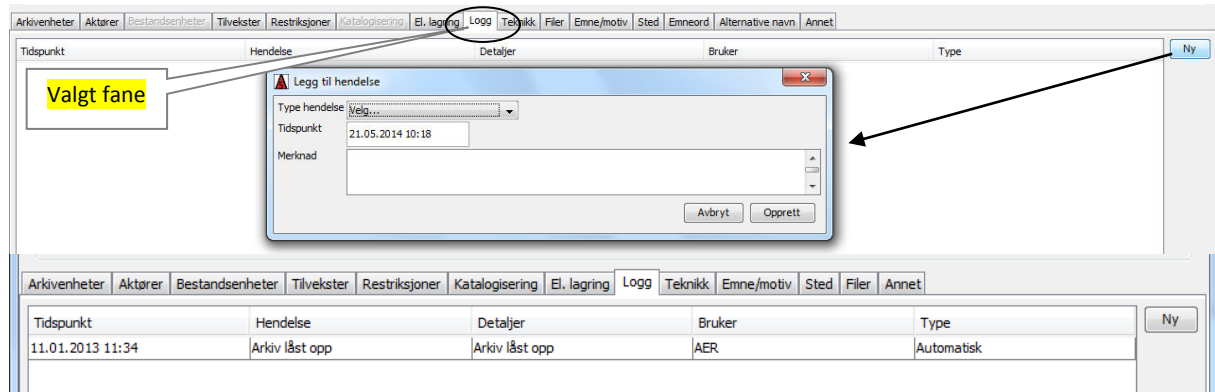 Arkivenheter Aktører Bestandsenheter Tilvekster Restriksjoner Katalogisering El. lagring Logg Teknikk Filer Emne/motiv Sted Emneord Alternative navn Annet
Tidspunkt Hendelse Detaljer Bruker Type Ny
Valgt fane
Legg til hendelse
Type hendelse Velg...
Tidspunkt 21.05.2014 10:18
Merknad
Avbryt Opprett
Arkivenheter Aktører Bestandsenheter Tilvekster Restriksjoner Katalogisering El. lagring Logg Teknikk Emne/motiv Sted Filer Annet
Tidspunkt Hendelse Detaljer Bruker Type Ny
11.01.2013 11:34 Arkiv låst opp Arkiv låst opp AER Automatisk